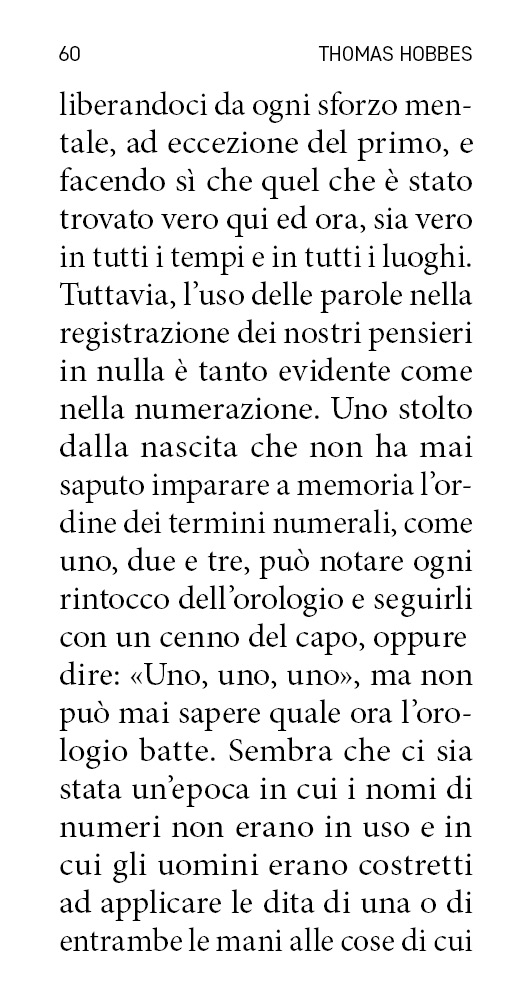 60 THOMAS HOBBES
liberandoci da ogni sforzo men-
tale, ad eccezione del primo, e
facendo sì che quel che è stato
trovato vero qui ed ora, sia vero
in tutti i tempi e in tutti i luoghi.
Tuttavia, l’uso delle parole nella
registrazione dei nostri pensieri
in nulla è tanto evidente come
nella numerazione. Uno stolto
dalla nascita che non ha mai
saputo imparare a memoria l’or-
dine dei termini numerali, come
uno, due e tre, può notare ogni
rintocco dell’orologio e seguirli
con un cenno del capo, oppure
dire: «Uno, uno, uno», ma non
può mai sapere quale ora l’oro-
logio batte. Sembra che ci sia
stata un’epoca in cui i nomi di
numeri non erano in uso e in
cui gli uomini erano costretti
ad applicare le dita di una o di
entrambe le mani alle cose di cui